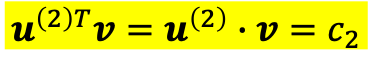 𝒖⁽²⁾ᵀ𝒗 = 𝒖⁽²⁾ · 𝒗 = 𝑐₂